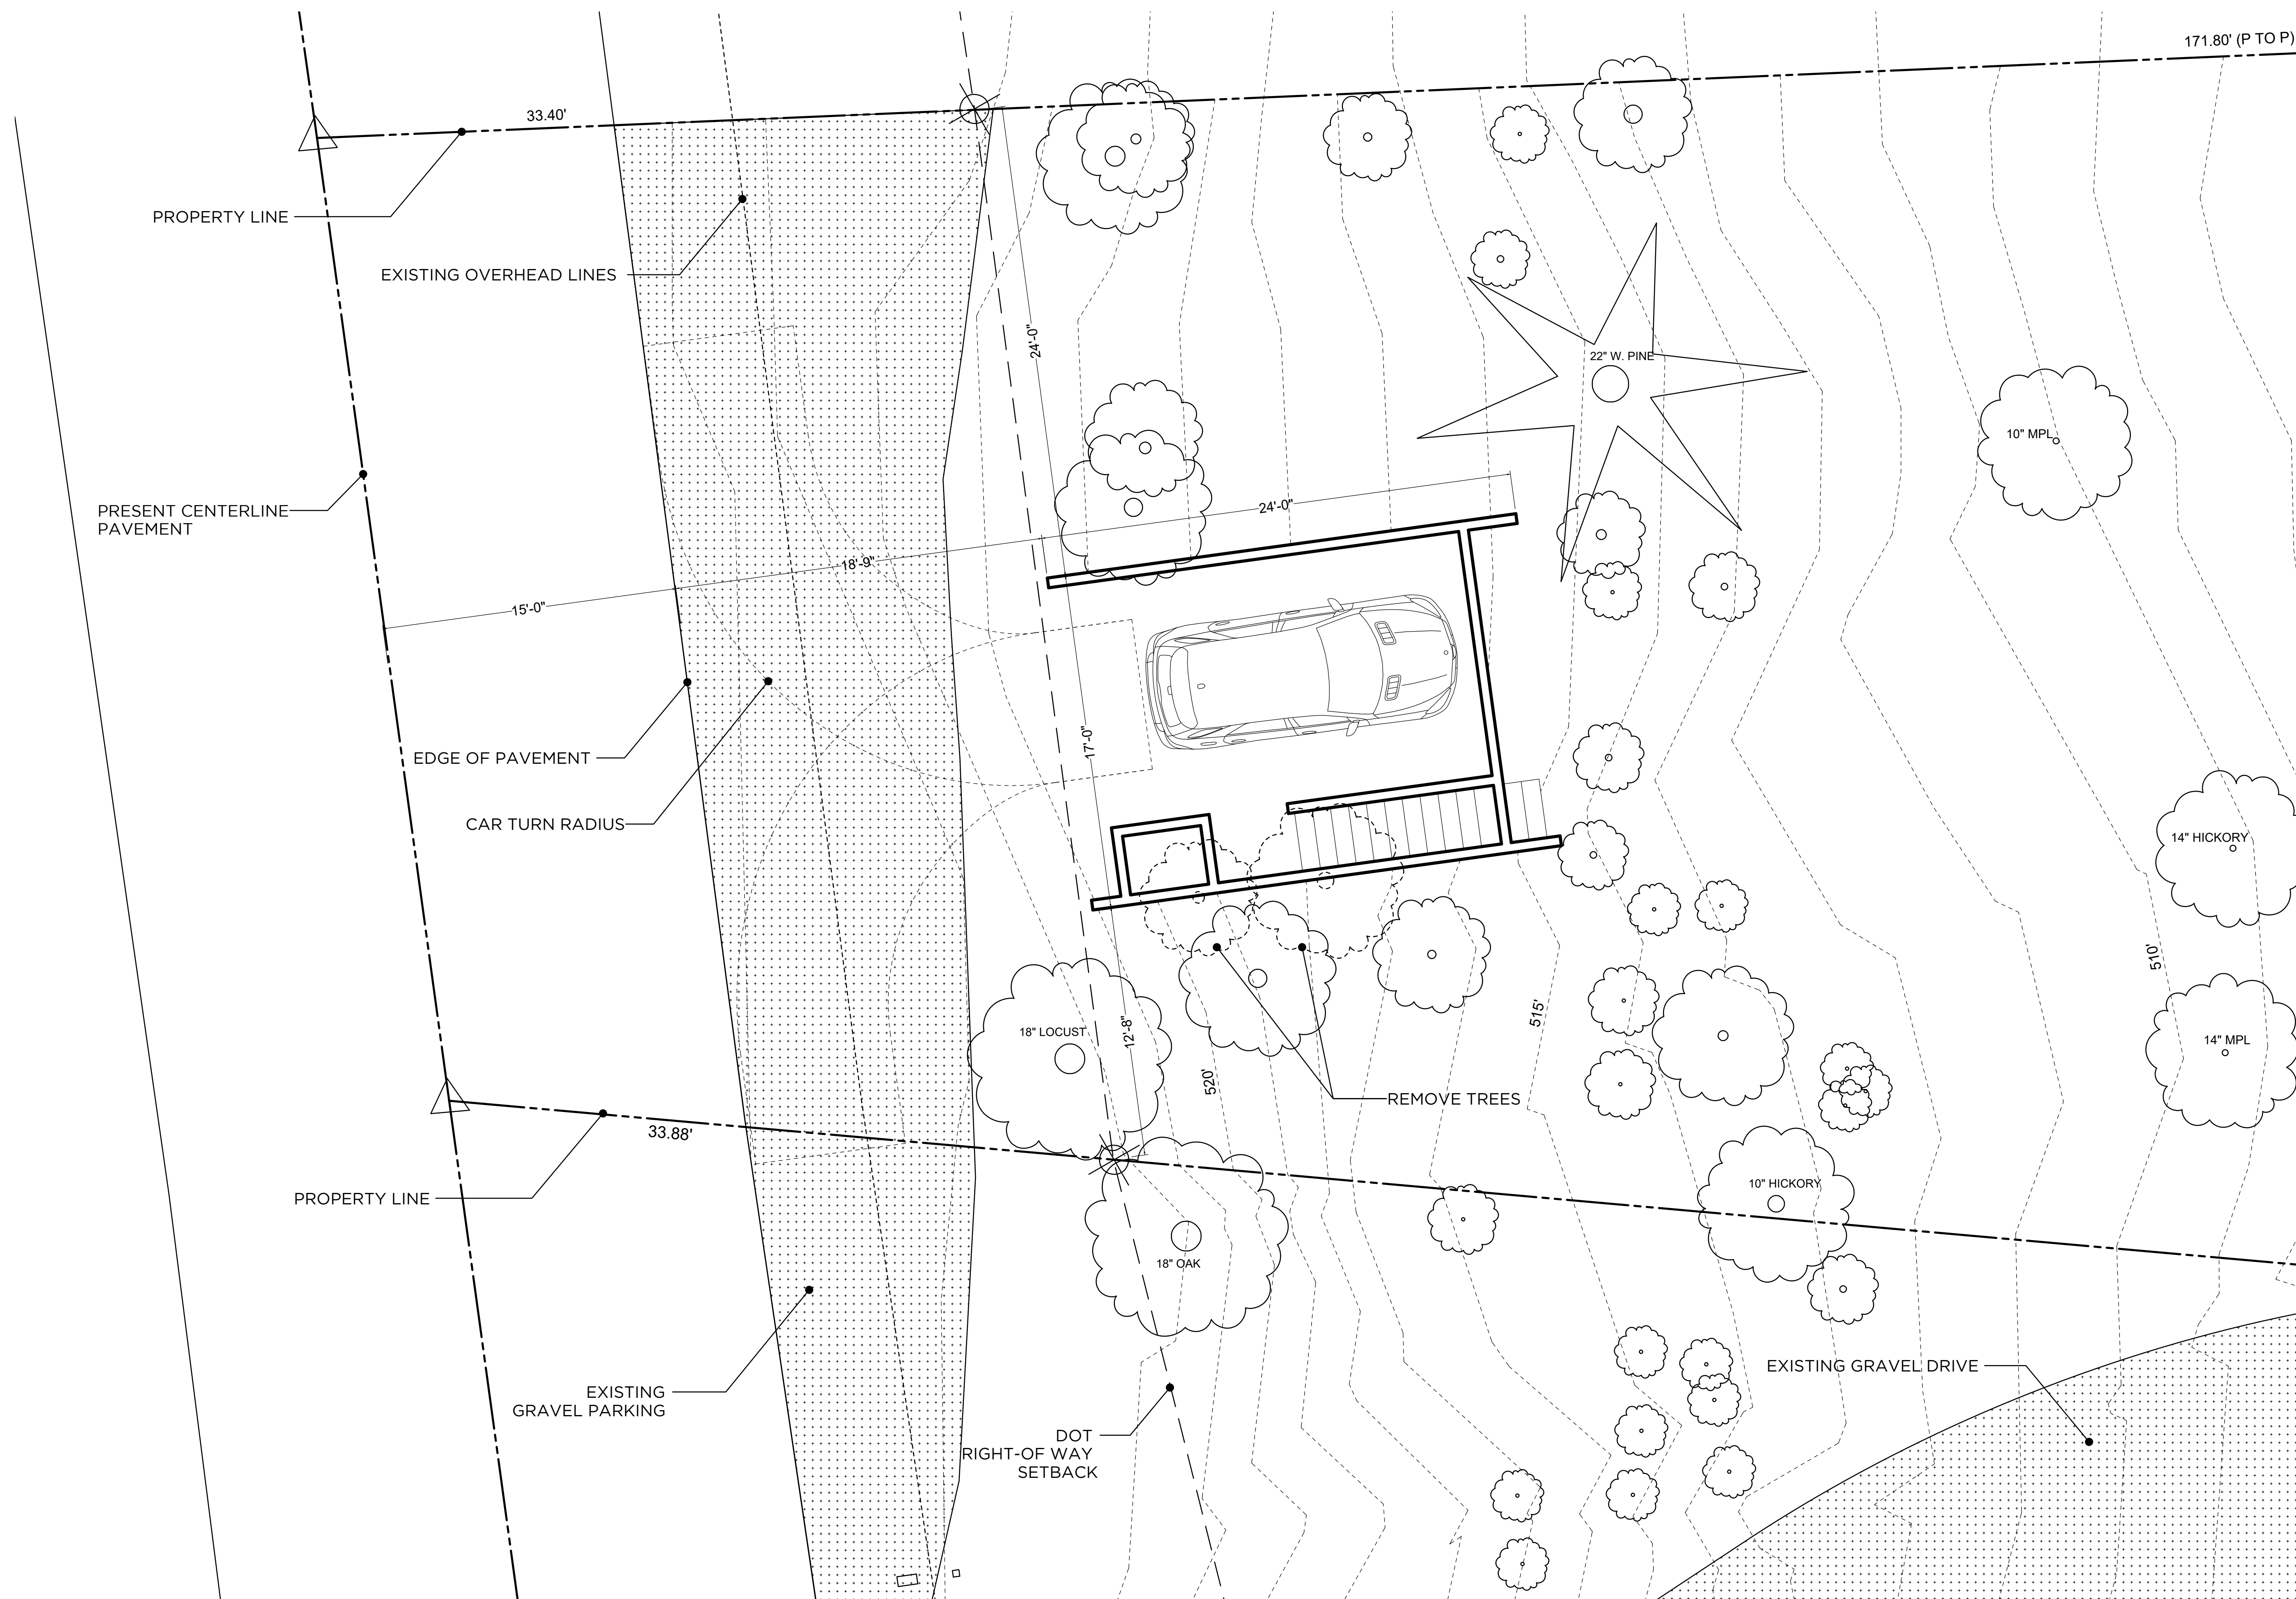 171.80' (P TO P)
33.40'
PROPERTY LINE
EXISTING OVERHEAD LINES
24'-0"
22" W. PINE
10" MPL
PRESENT CENTERLINE
PAVEMENT
24'-0"
18'-9"
15'-0"
17'-0"
EDGE OF PAVEMENT
CAR TURN RADIUS
14" HICKORY
510'
515'
18" LOCUST
12'-8"
14" MPL
520'
REMOVE TREES
33.88'
10" HICKORY
PROPERTY LINE
18" OAK
EXISTING
GRAVEL PARKING
EXISTING GRAVEL DRIVE
DOT
RIGHT-OF WAY
SETBACK